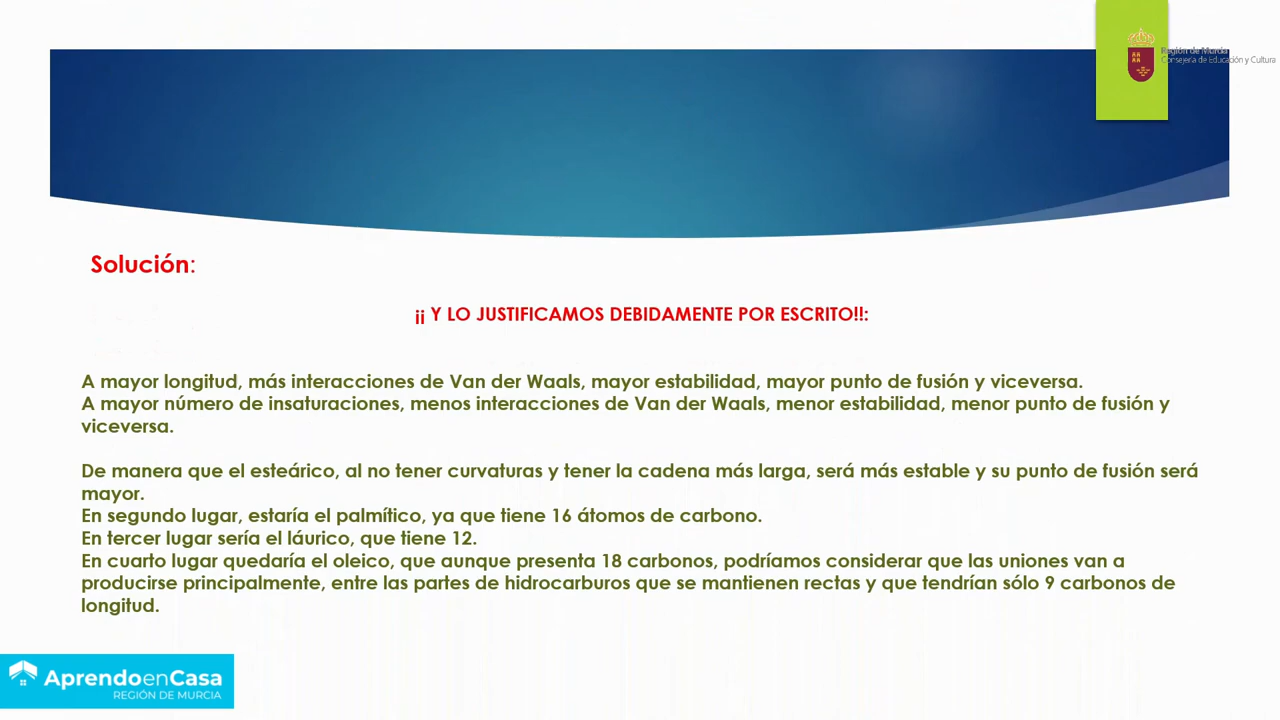 Región de Murcia
Consejería de Educación y Cultura
Solución:
¡¡ Y LO JUSTIFICAMOS DEBIDAMENTE POR ESCRITO!!:
A mayor longitud, más interacciones de Van der Waals, mayor estabilidad, mayor punto de fusión y viceversa.
A mayor número de insaturaciones, menos interacciones de Van der Waals, menor estabilidad, menor punto de fusión y
viceversa.
De manera que el esteárico, al no tener curvaturas y tener la cadena más larga, será más estable y su punto de fusión será
mayor.
En segundo lugar, estaría el palmítico, ya que tiene 16 átomos de carbono.
En tercer lugar sería el láurico, que tiene 12.
En cuarto lugar quedaría el oleico, que aunque presenta 18 carbonos, podríamos considerar que las uniones van a
producirse principalmente, entre las partes de hidrocarburos que se mantienen rectas y que tendrían sólo 9 carbonos de
longitud.
AprendoenCasa
REGIÓN DE MURCIA